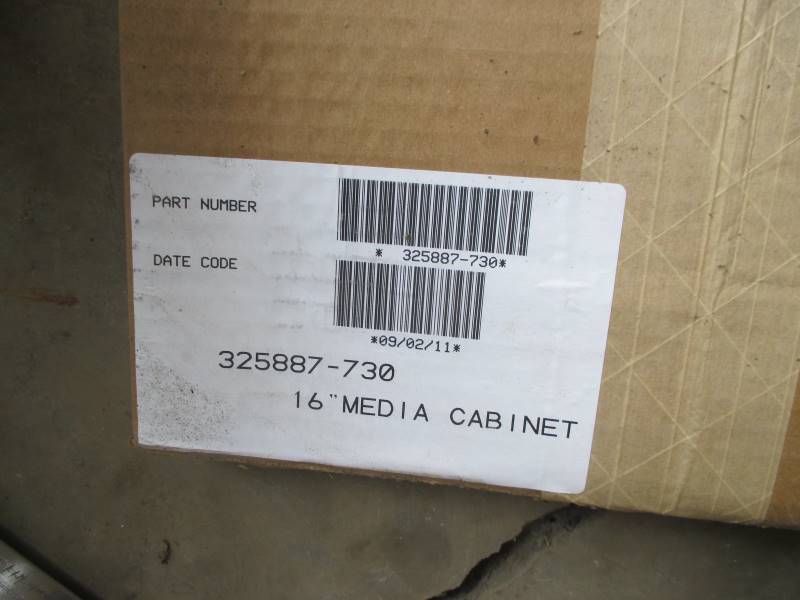 PART NUMBER
* 325887-730*
DATE CODE
*09/02/11*
325887-730
16"MEDIA CABINET